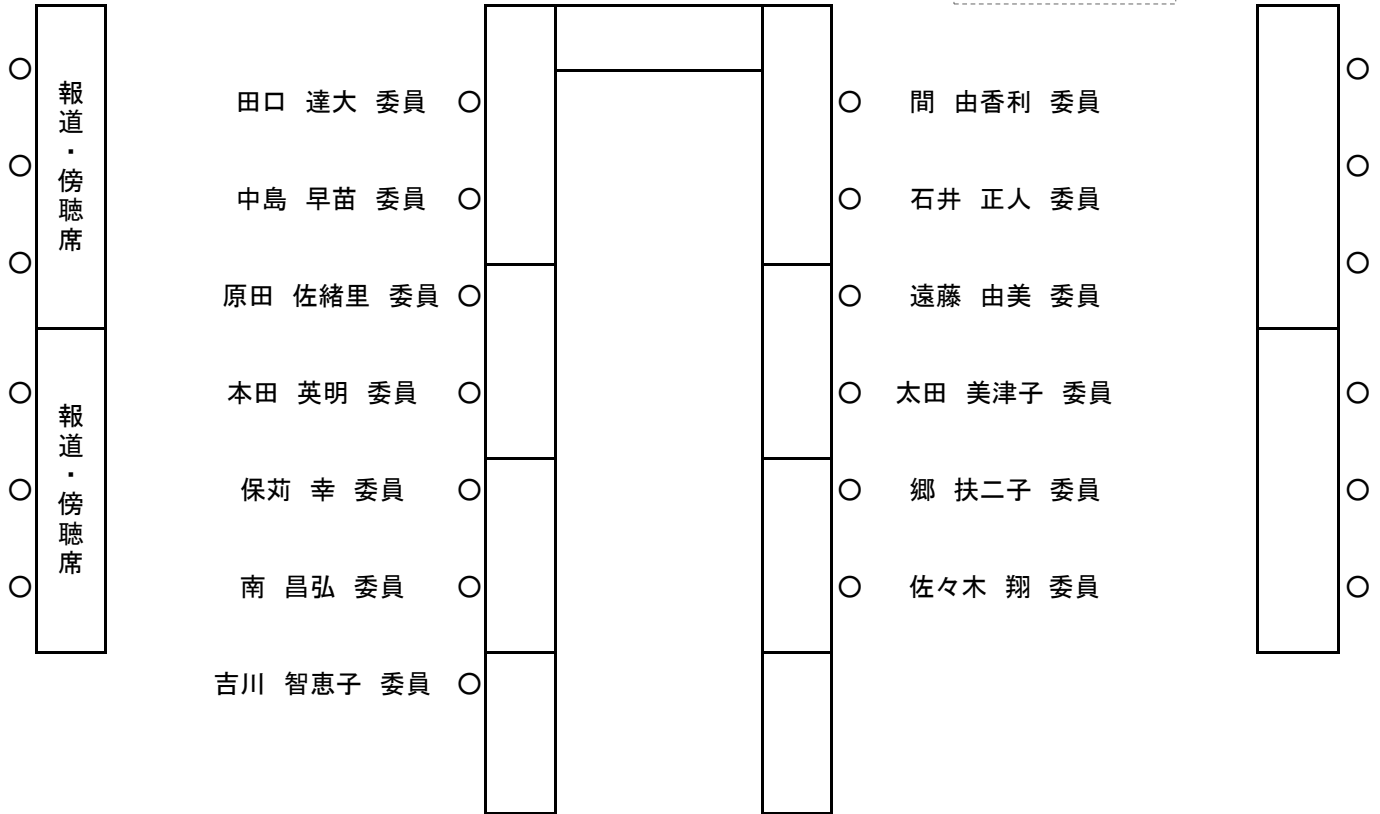 報道・傍聴席
報道・傍聴席
田口 達大 委員
中島 早苗 委員
原田 佐緒里 委員
本田 英明 委員
保苅 幸 委員
南 昌弘 委員
吉川 智恵子 委員
間 由香利 委員
石井 正人 委員
遠藤 由美 委員
太田 美津子 委員
郷 扶二子 委員
佐々木 翔 委員